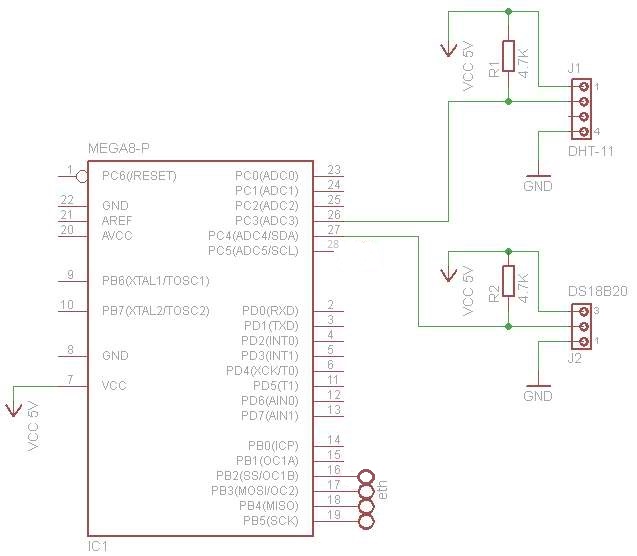 VCC 5V
R1
4.7K
J1
1
4
DHT-11
GND
MEGA8-P
1 PC6(/RESET) PC0(ADC0) 23
PC1(ADC1) 24
22 GND PC2(ADC2) 25
21 AREF PC3(ADC3) 26
20 AVCC PC4(ADC4/SDA) 27
PC5(ADC5/SCL) 28
9 PB6(XTAL1/TOSC1)
10 PB7(XTAL2/TOSC2) PD0(RXD) 2
PD1(TXD) 3
PD2(INT0) 4
8 GND PD3(INT1) 5
PD4(XCK/T0) 6
7 VCC PD5(T1) 11
PD6(AIN0) 12
PD7(AIN1) 13
PB0(ICP) 14
PB1(OC1A) 15
PB2(SS/OC1B) 16
PB3(MOSI/OC2) 17
PB4(MISO) 18
PB5(SCK) 19
eth
VCC 5V
IC1
VCC 5V
R2
4.7K
DS18B20
3
1
J2
GND